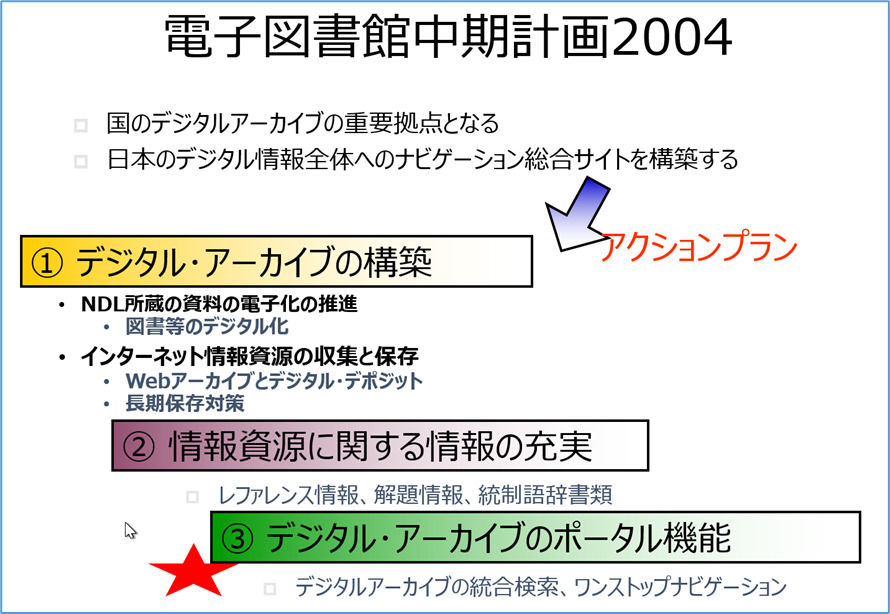 電子図書館中期計画2004
国のデジタルアーカイブの重要拠点となる
日本のデジタル情報全体へのナビゲーション総合サイトを構築する
アクションプラン
① デジタル・アーカイブの構築
• NDL所蔵の資料の電子化の推進
• 図書等のデジタル化
• インターネット情報資源の収集と保存
• Webアーカイブとデジタル・デポジット
• 長期保存対策
② 情報資源に関する情報の充実
レファレンス情報、解題情報、統制語辞書類
③ デジタル・アーカイブのポータル機能
デジタルアーカイブの統合検索、ワンストップナビゲーション